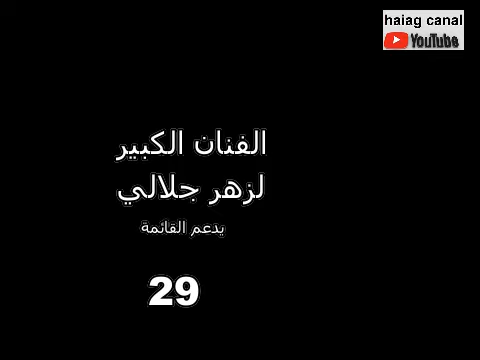 haiag canal
YouTube
الفنان الكبير
لزهر جلالي
يدعم القائمة
29